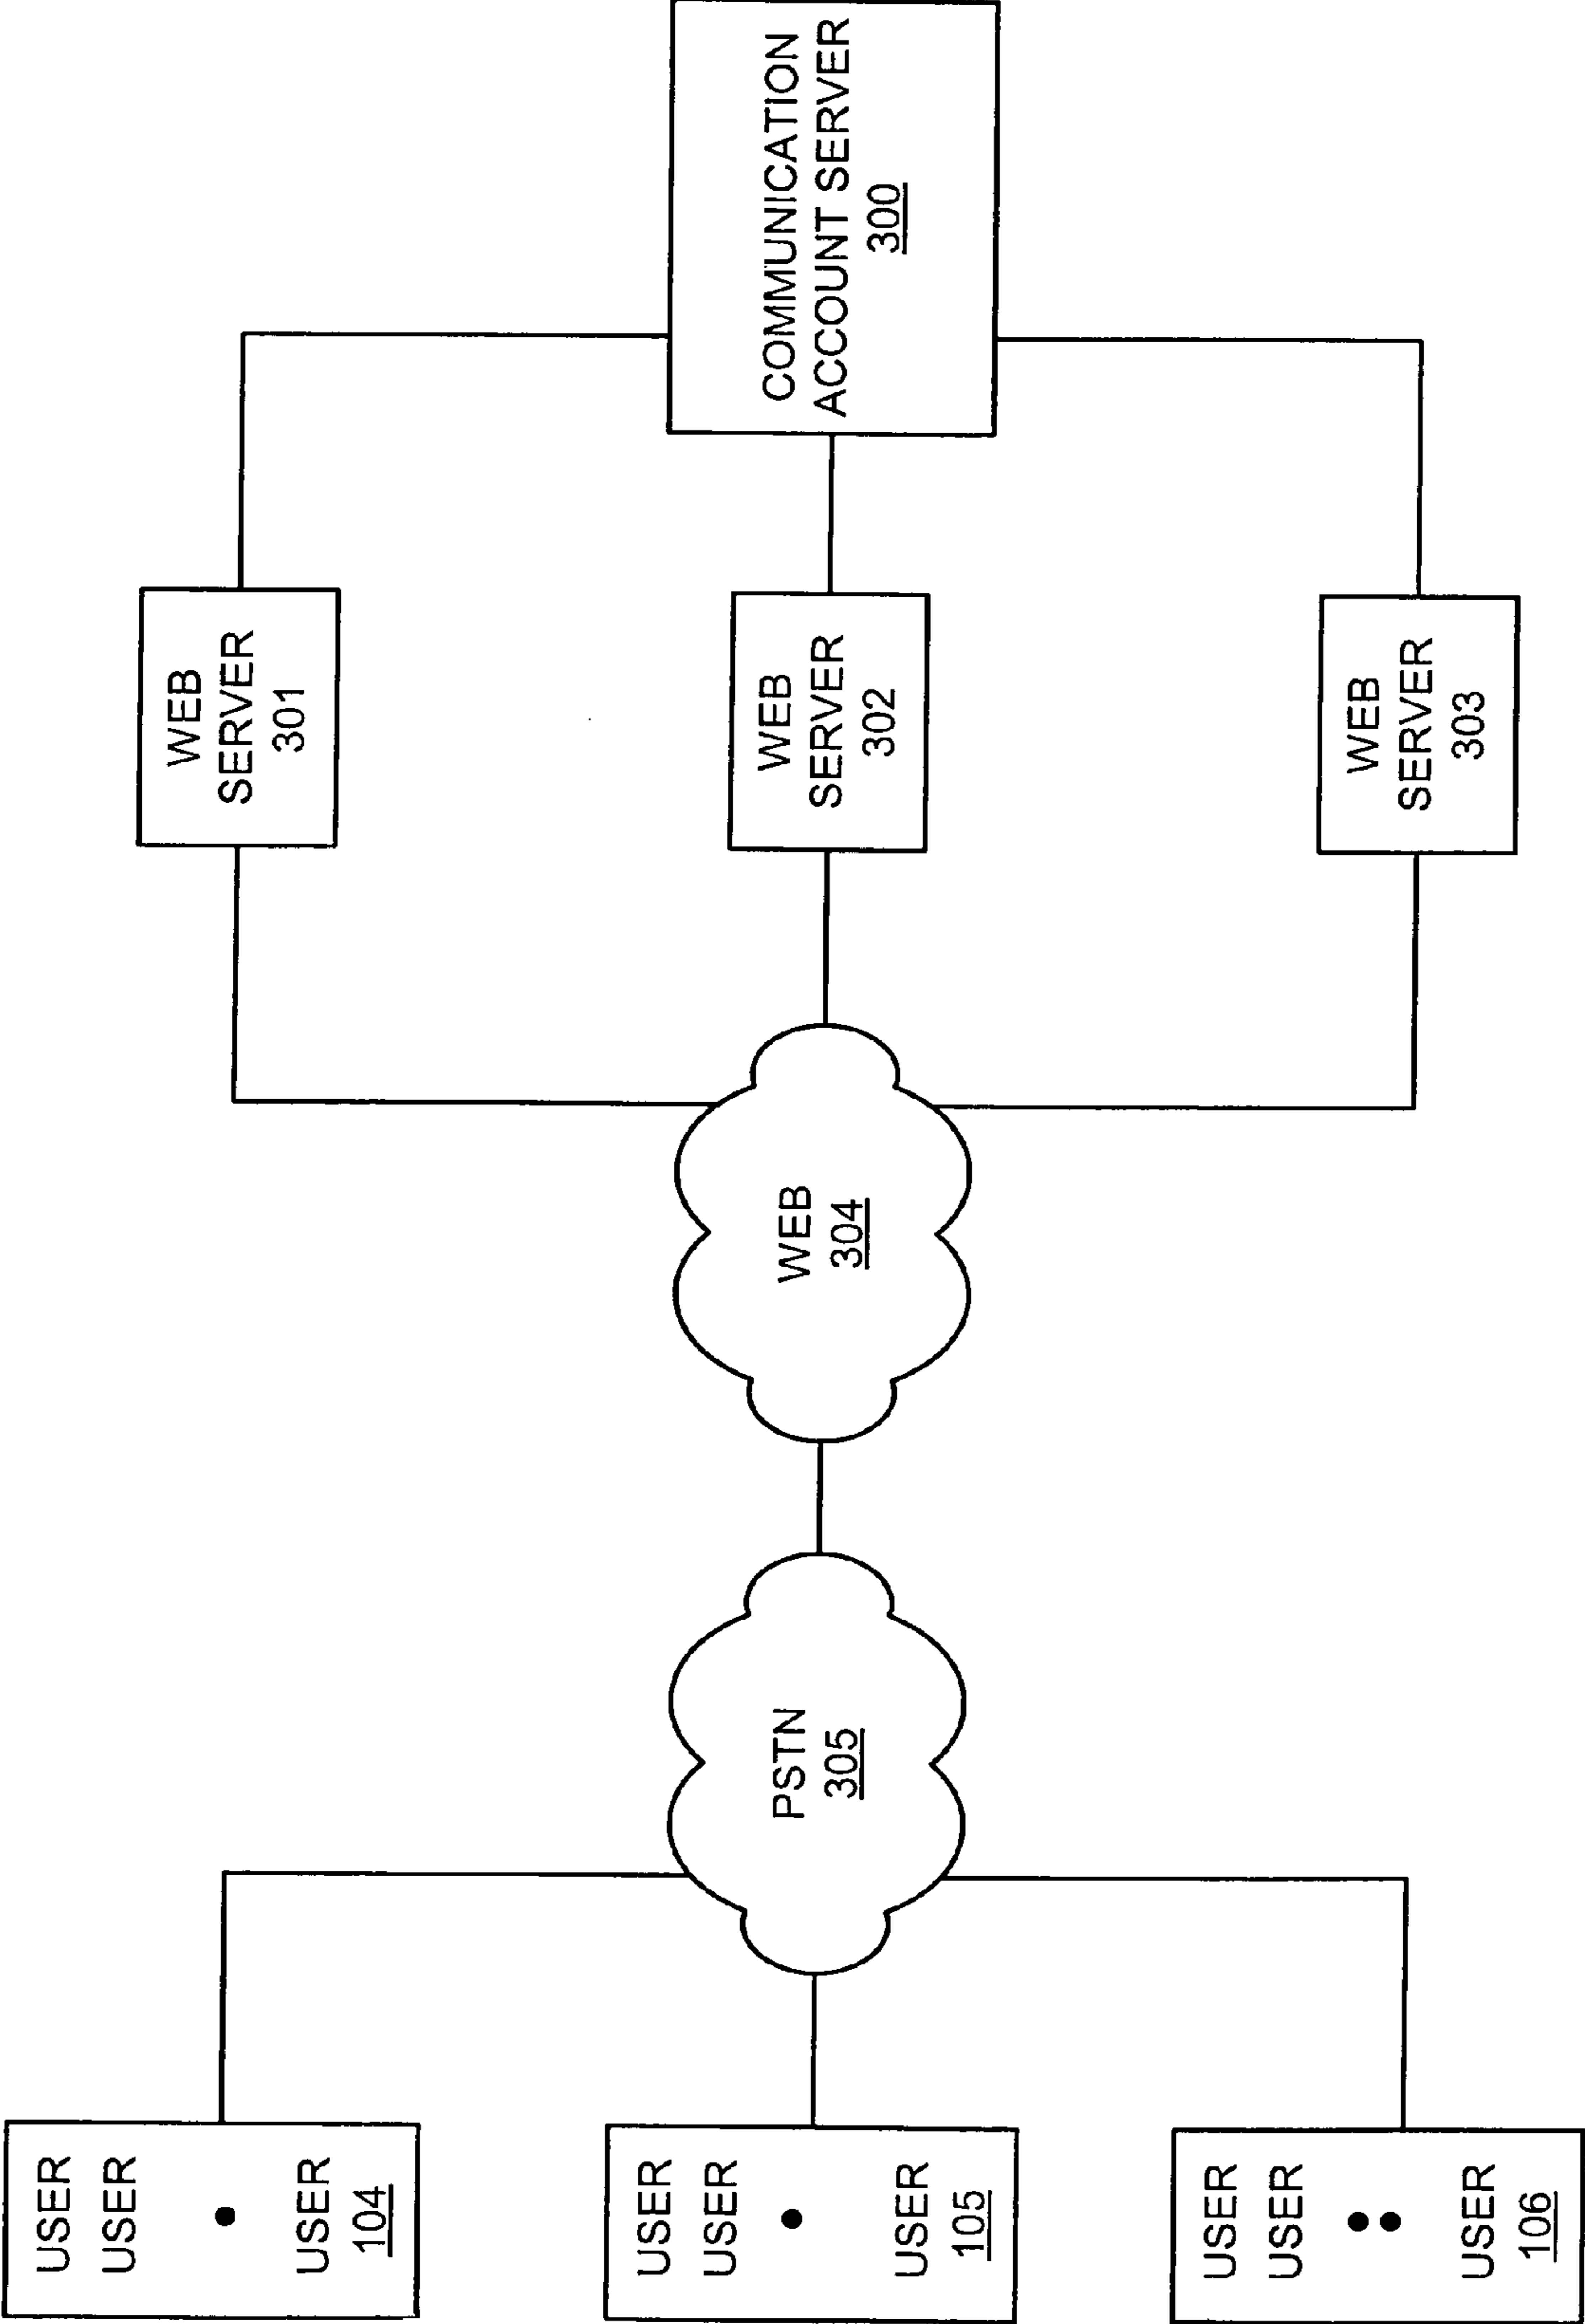 USER
USER
USER
104
USER
USER
USER
105
USER
USER
USER
106
PSTN
305
WEB
304
WEB
SERVER
301
WEB
SERVER
302
WEB
SERVER
303
COMMUNICATION
ACCOUNT SERVER
300